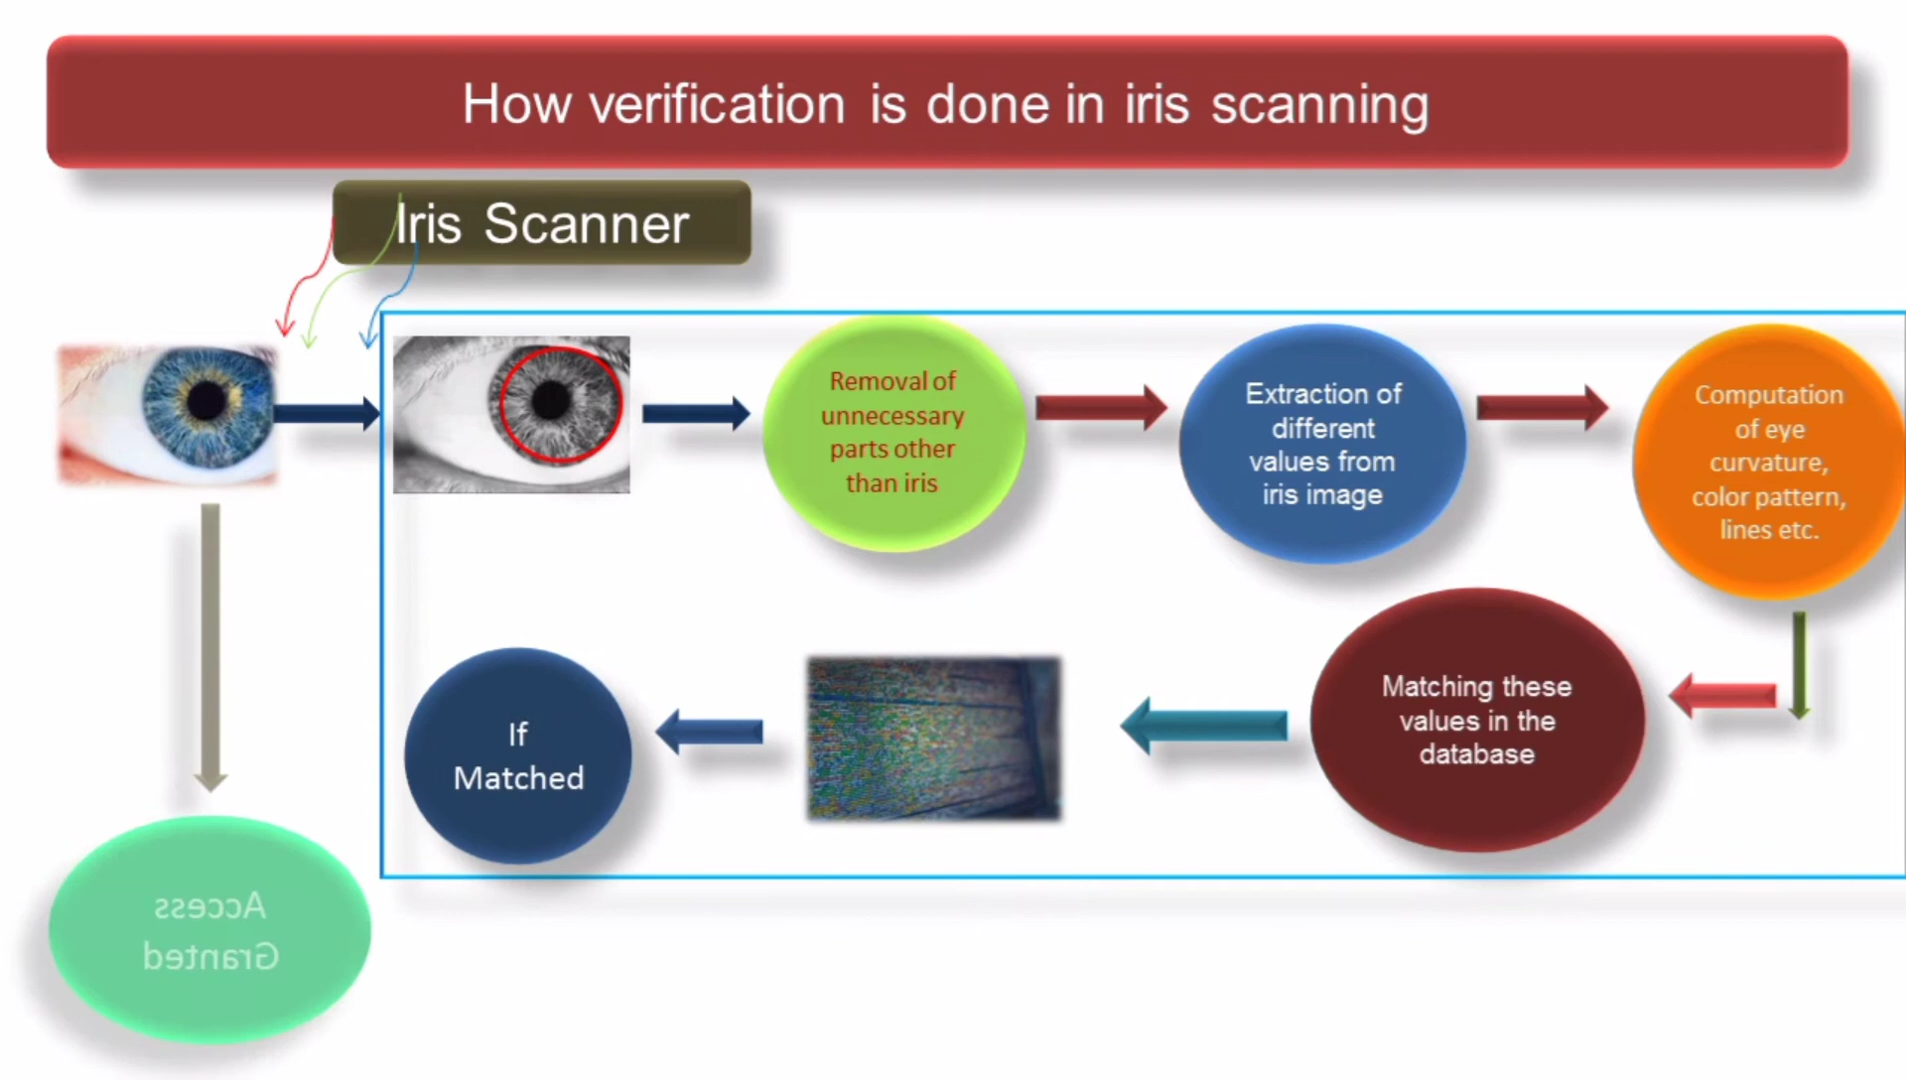 How verification is done in iris scanning
Iris Scanner
Removal of
unnecessary
parts other
than iris
Extraction of
different
values from
iris image
Computation
of eye
curvature,
color pattern,
lines etc.
Matching these
values in the
database
If
Matched
Access
Granted